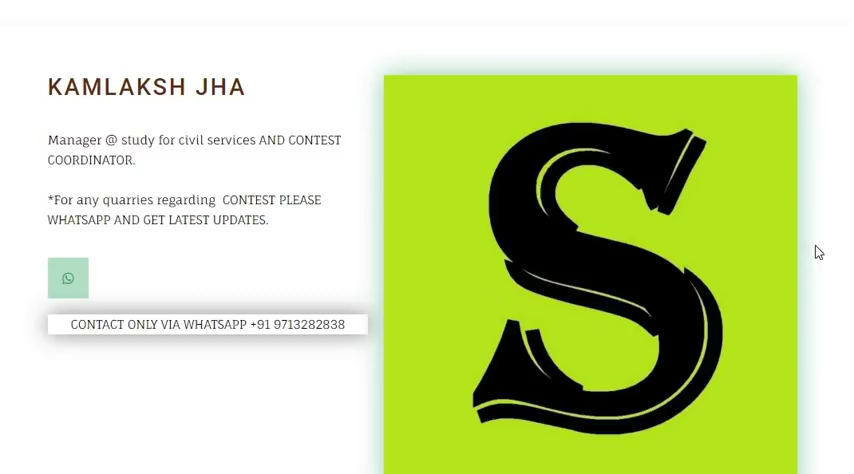 KAMLAKSH JHA
Manager @ study for civil services AND CONTEST
COORDINATOR.
*For any quarries regarding CONTEST PLEASE
WHATSAPP AND GET LATEST UPDATES.
CONTACT ONLY VIA WHATSAPP +91 9713282838
S